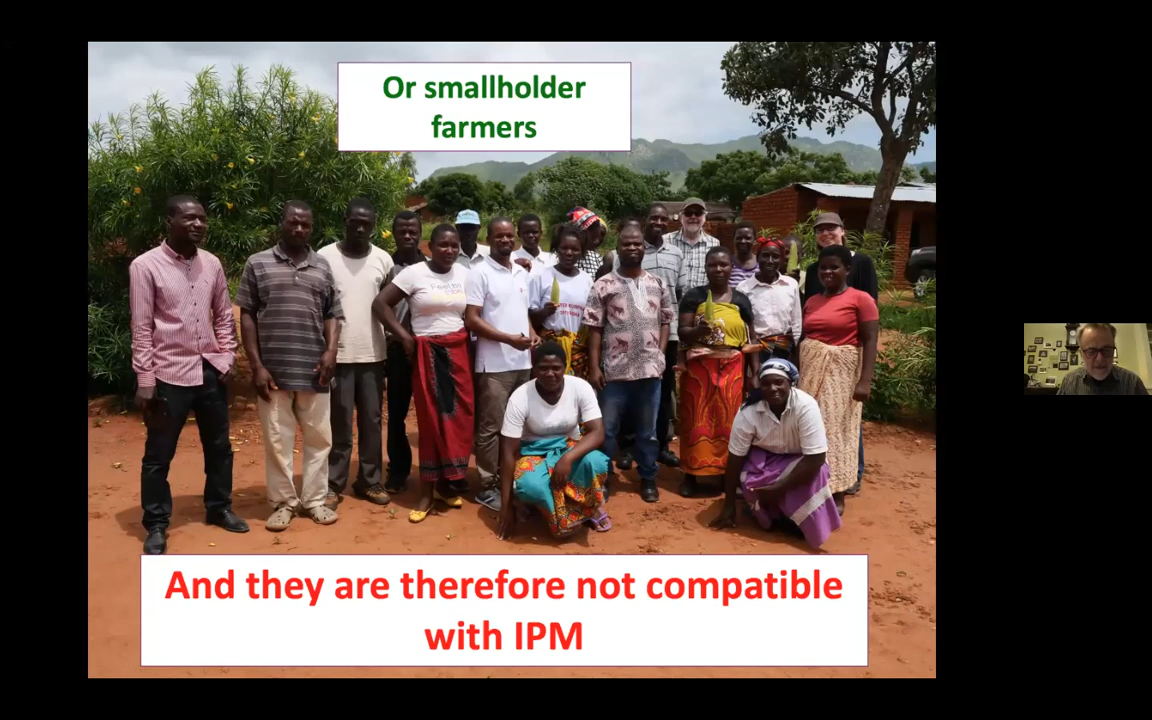 Or smallholder
farmers
And they are therefore not compatible
with IPM